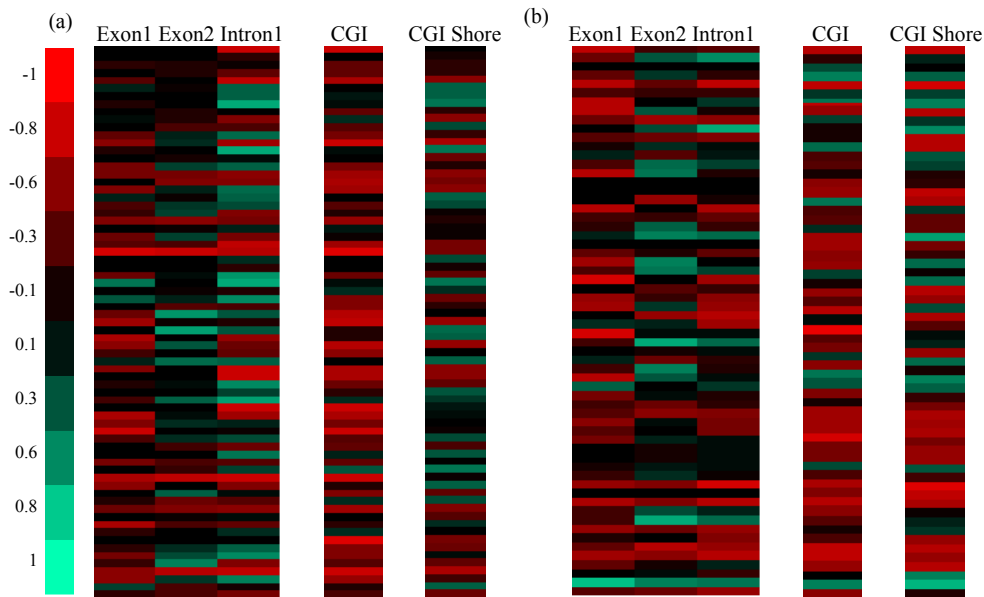 (a)
Exon1 Exon2 Intron1 CGI CGI Shore
-1
-0.8
-0.6
-0.3
-0.1
0.1
0.3
0.6
0.8
1
(b)
Exon1 Exon2 Intron1 CGI CGI Shore